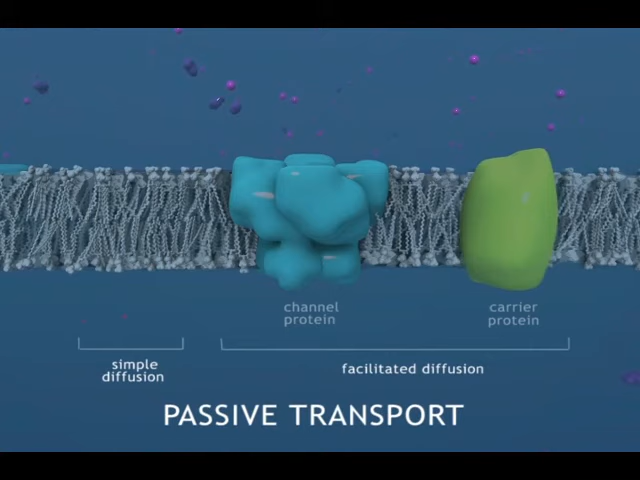 channel
protein
carrier
protein
simple
diffusion
facilitated diffusion
PASSIVE TRANSPORT